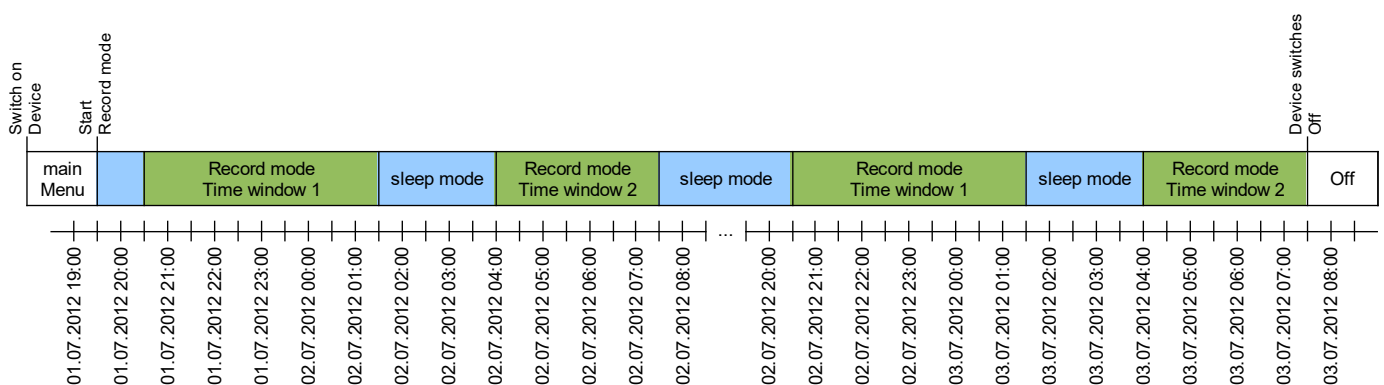 Switch on
Device
Start
Record mode
Device switches
Off
main
Menu
Record mode
Time window 1
sleep mode
Record mode
Time window 2
sleep mode
Record mode
Time window 1
sleep mode
Record mode
Time window 2
Off
...
01.07.2012 19:00
01.07.2012 20:00
01.07.2012 21:00
01.07.2012 22:00
01.07.2012 23:00
02.07.2012 00:00
02.07.2012 01:00
02.07.2012 02:00
02.07.2012 03:00
02.07.2012 04:00
02.07.2012 05:00
02.07.2012 06:00
02.07.2012 07:00
02.07.2012 08:00
02.07.2012 20:00
02.07.2012 21:00
02.07.2012 22:00
02.07.2012 23:00
03.07.2012 00:00
03.07.2012 01:00
03.07.2012 02:00
03.07.2012 03:00
03.07.2012 04:00
03.07.2012 05:00
03.07.2012 06:00
03.07.2012 07:00
03.07.2012 08:00